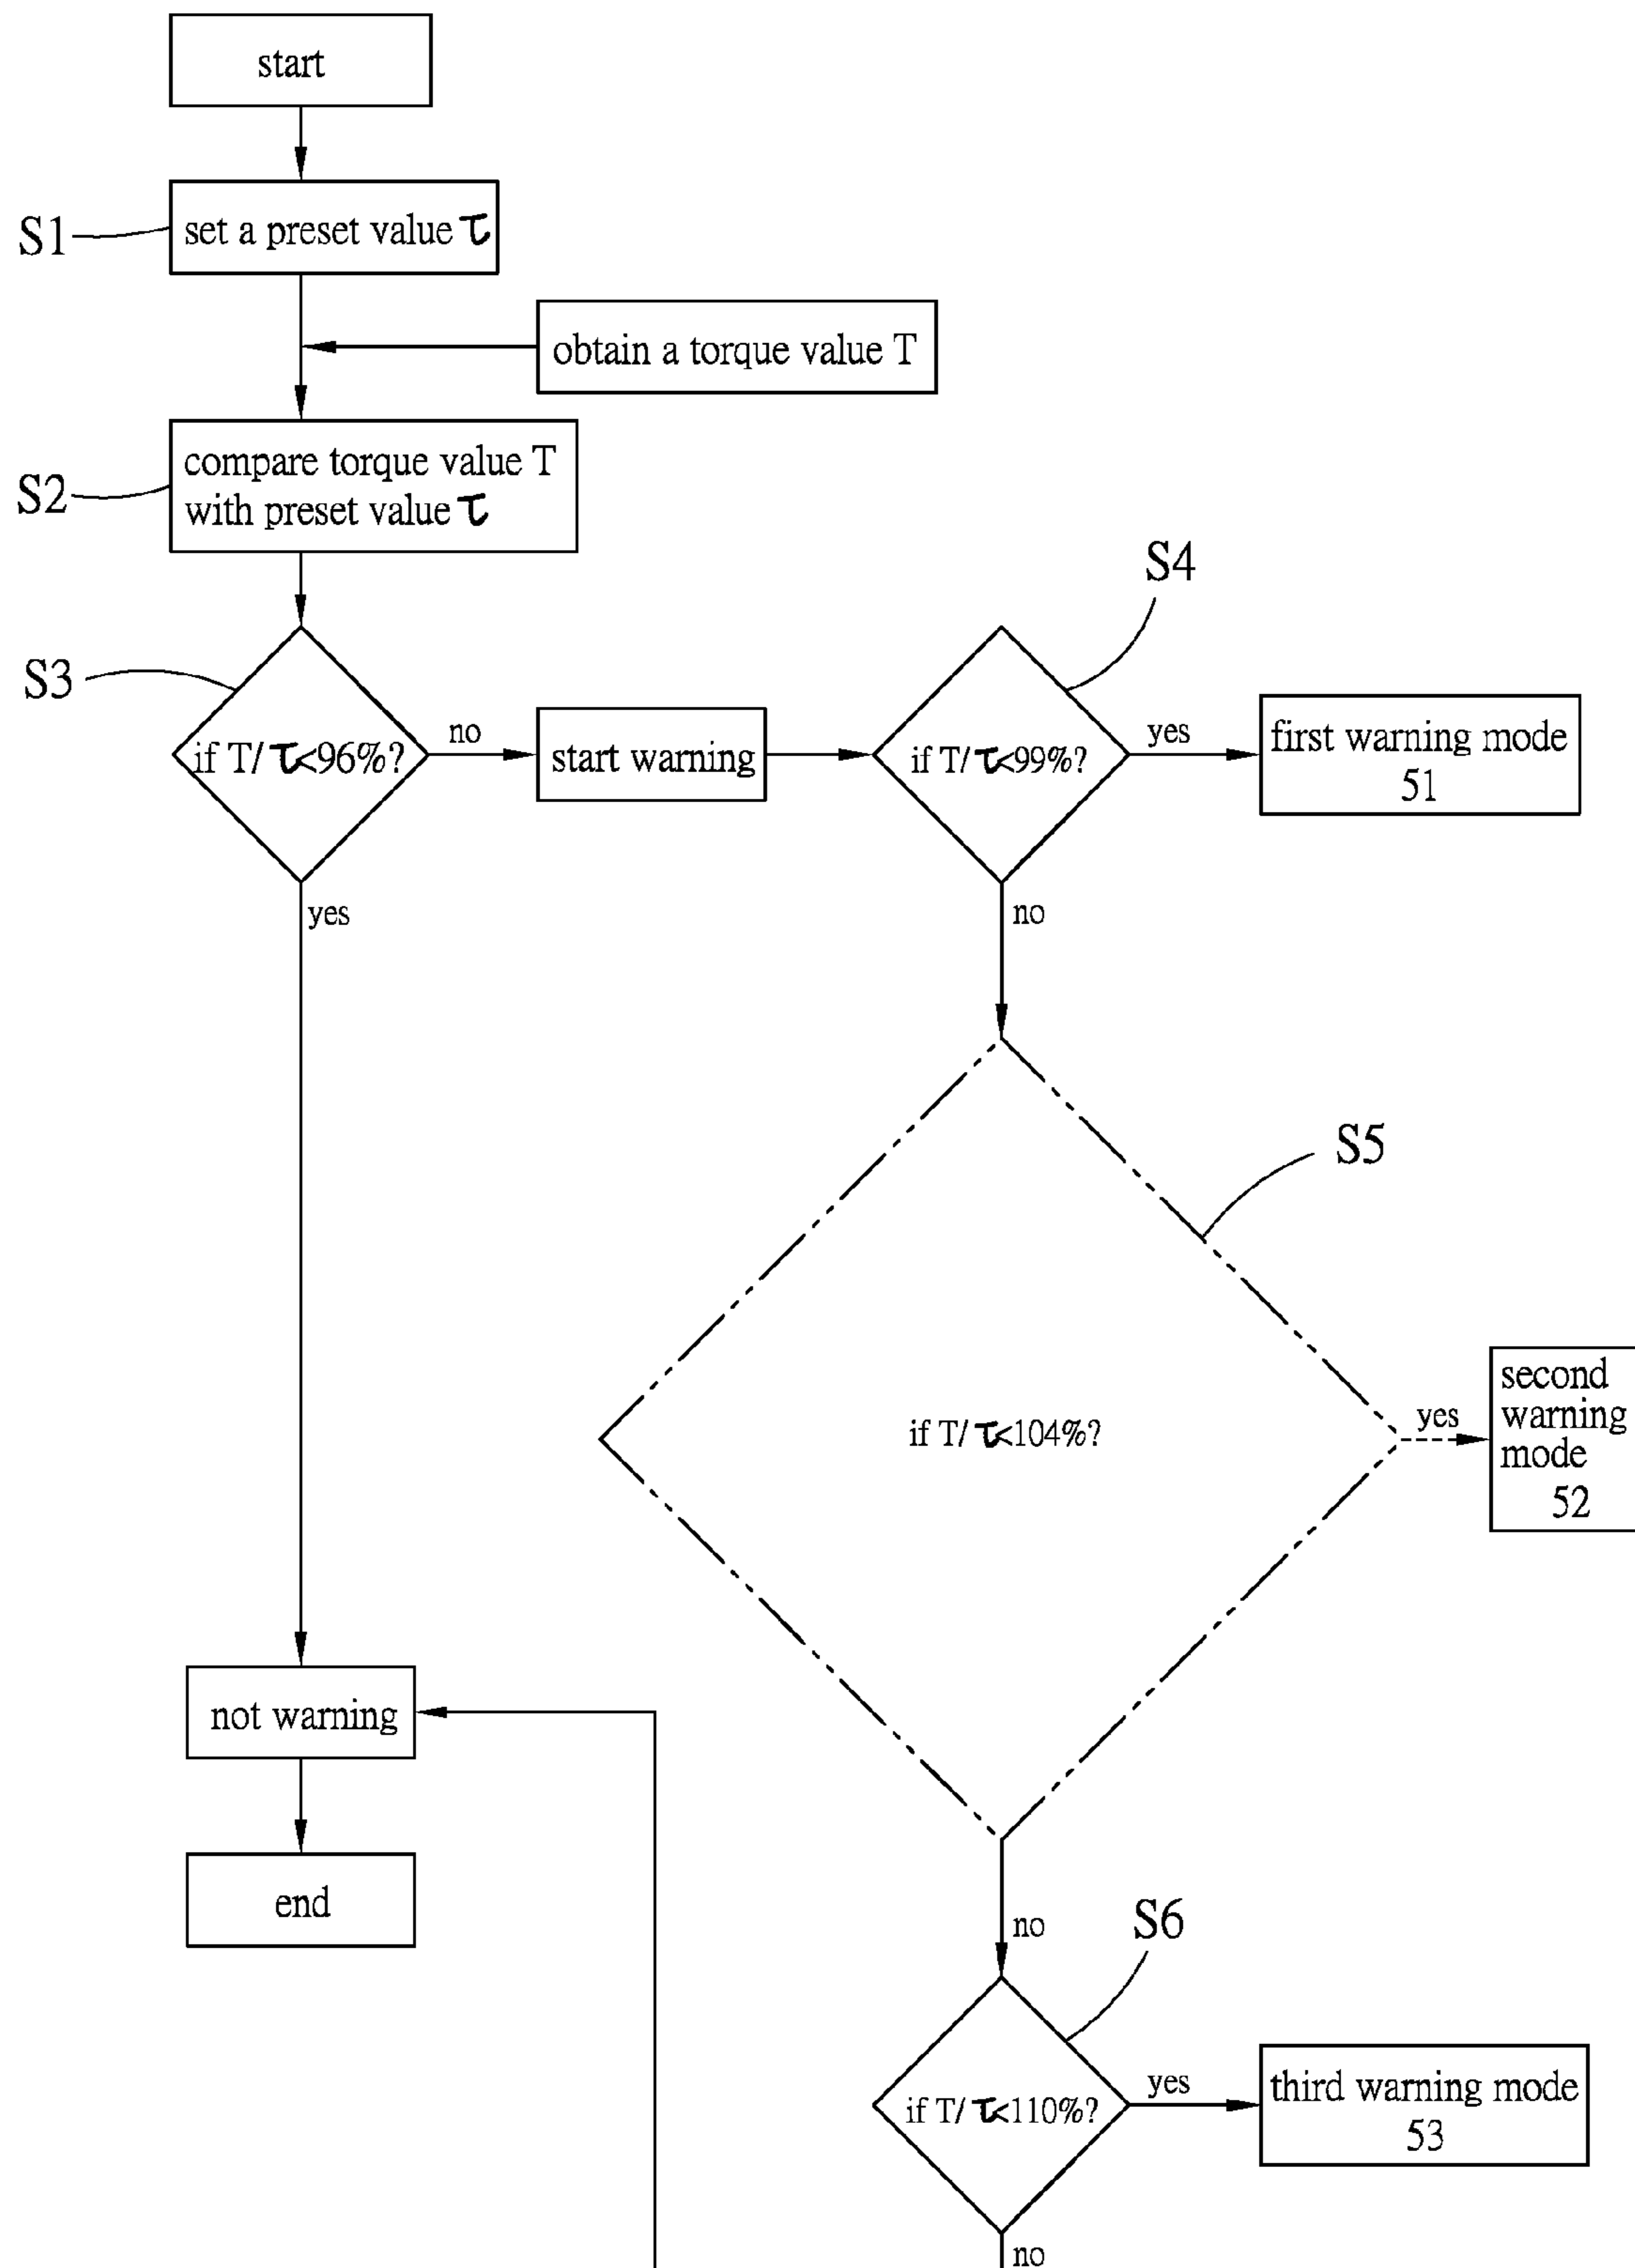 start
S1
set a preset value τ
obtain a torque value T
S2
compare torque value T
with preset value τ
S3
if T/τ<96%?
no
start warning
S4
if T/τ<99%?
yes
first warning mode
51
yes
no
S5
if T/τ<104%?
yes
second
warning
mode
52
not warning
end
no
S6
if T/τ<110%?
yes
third warning mode
53
no